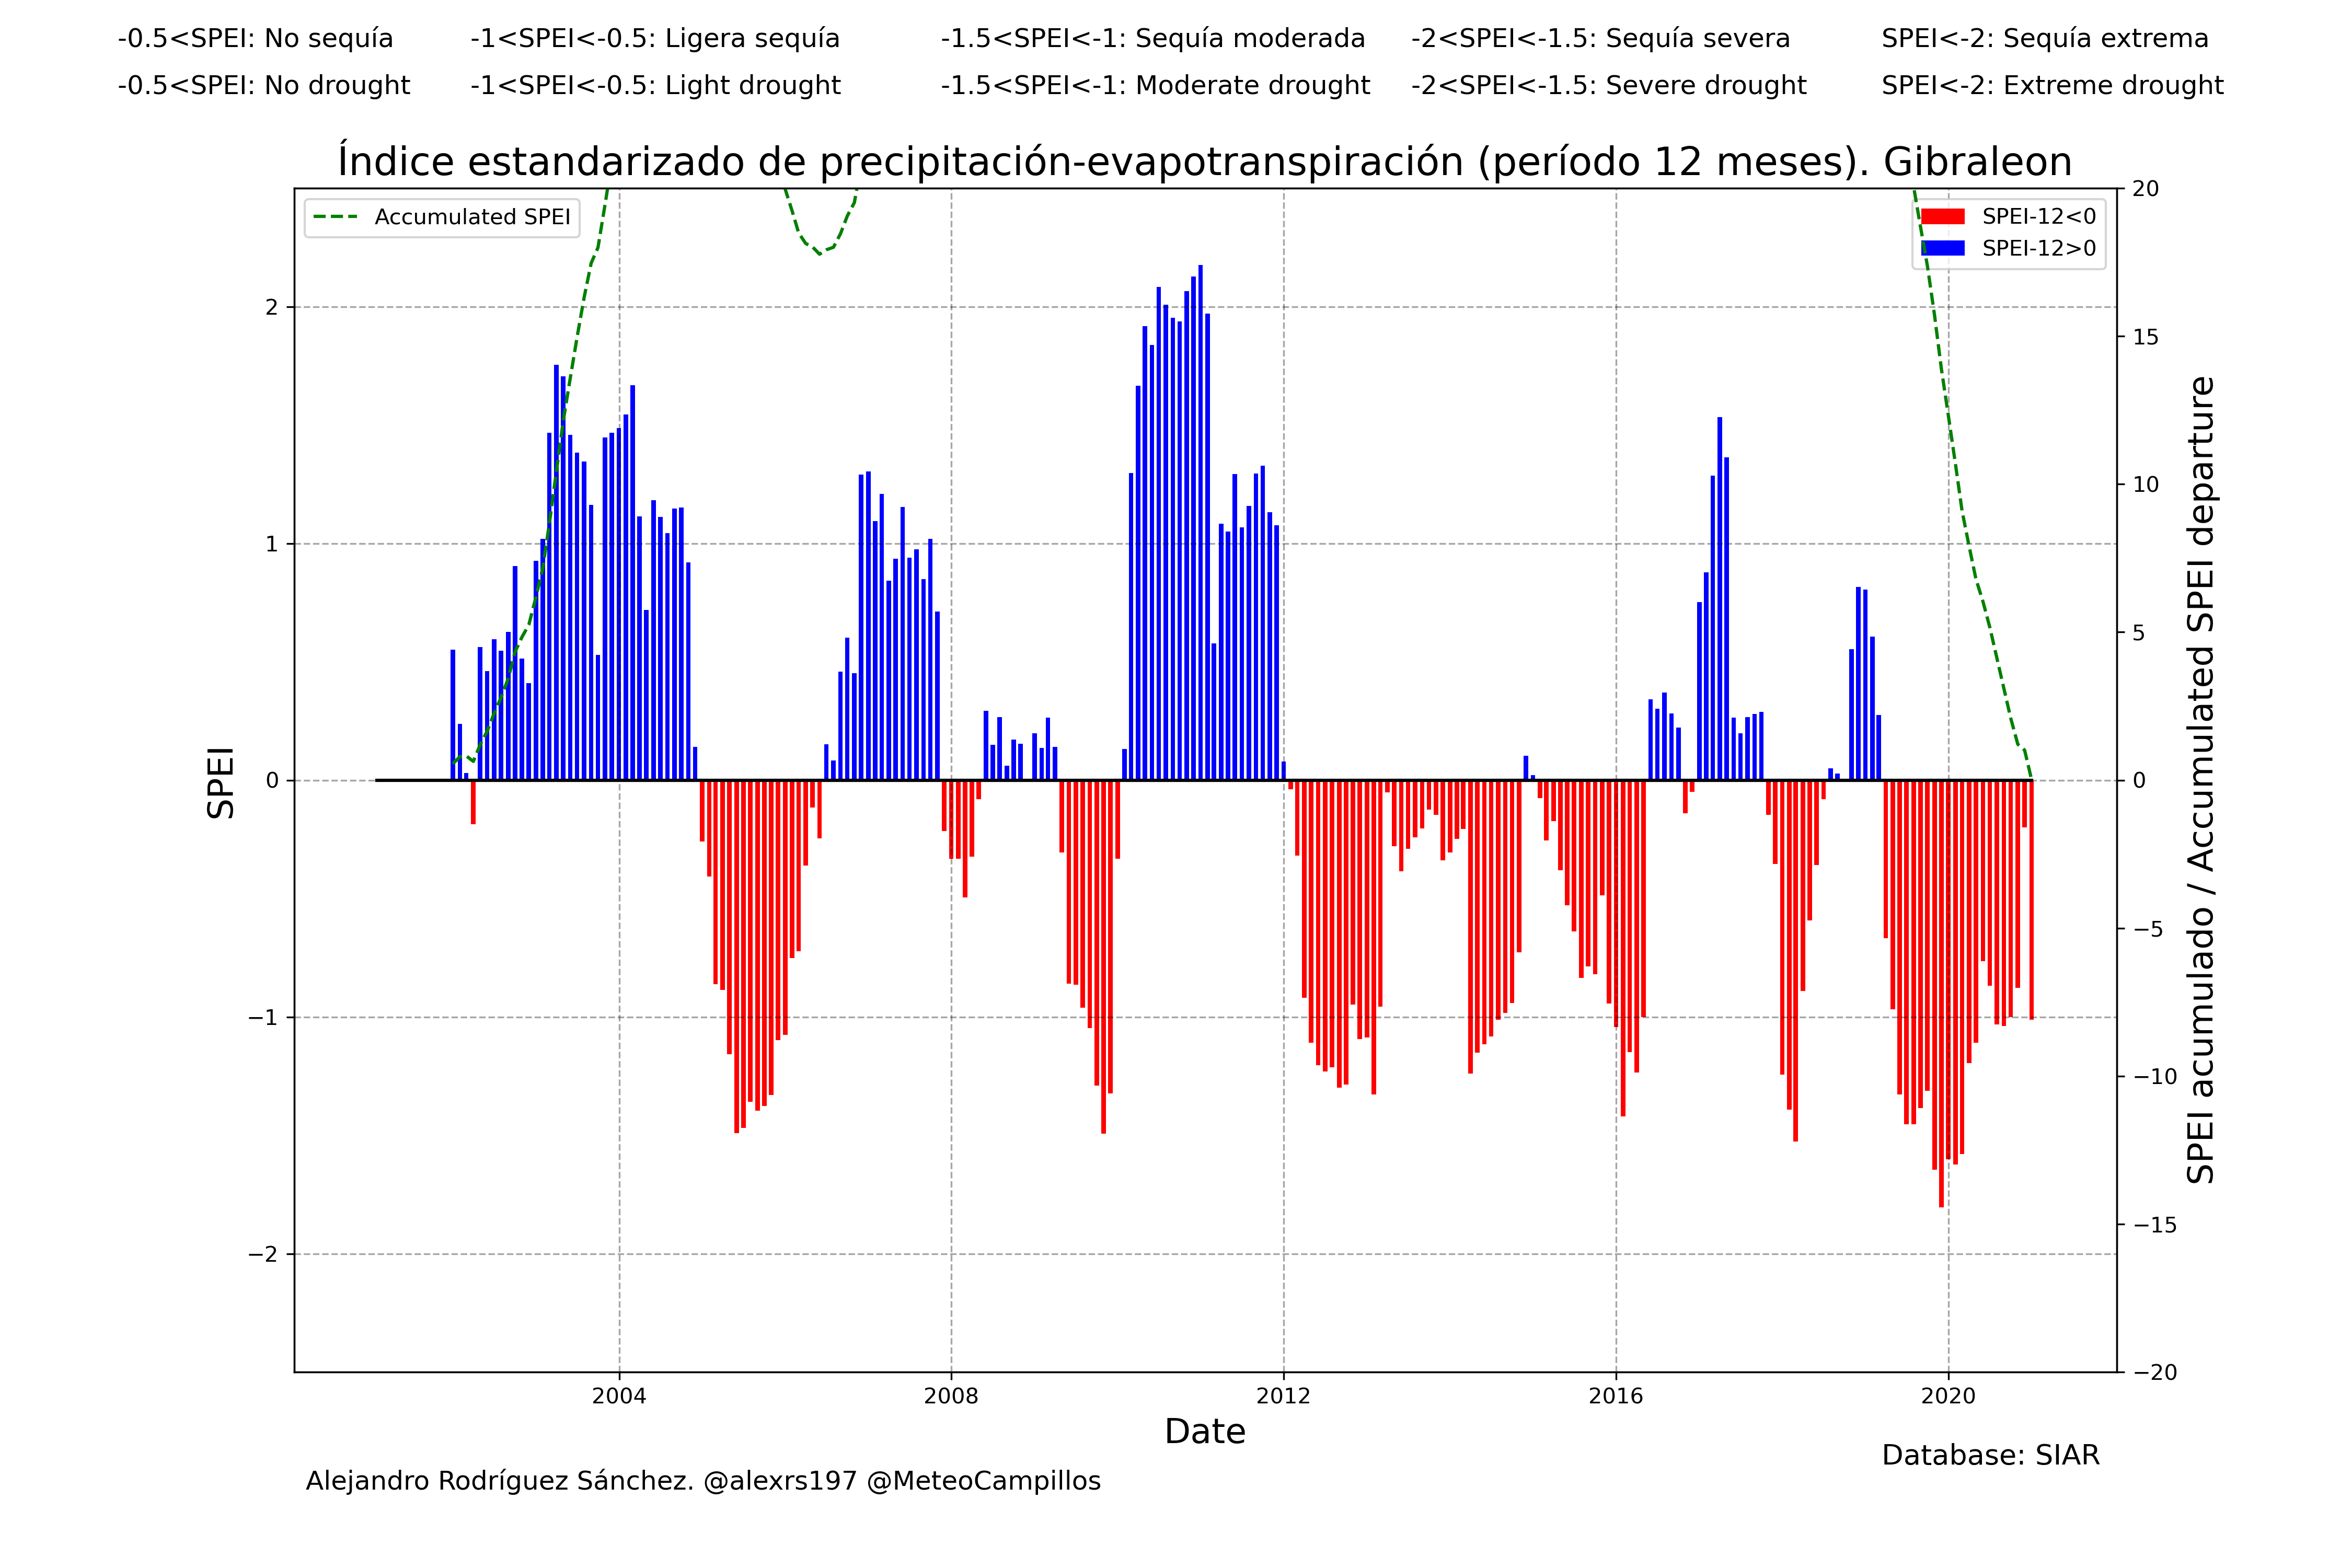 -0.5<SPEI: No sequía -1<SPEI<-0.5: Ligera sequía -1.5<SPEI<-1: Sequía moderada -2<SPEI<-1.5: Sequía severa SPEI<-2: Sequía extrema
-0.5<SPEI: No drought -1<SPEI<-0.5: Light drought -1.5<SPEI<-1: Moderate drought -2<SPEI<-1.5: Severe drought SPEI<-2: Extreme drought
Índice estandarizado de precipitación-evapotranspiración (período 12 meses). Gibraleon
Accumulated SPEI
SPEI-12<0
SPEI-12>0
SPEI
2
1
0
−1
−2
20
15
10
5
0
−5
−10
−15
−20
SPEI acumulado / Accumulated SPEI departure
2004 2008 2012 2016 2020
Date
Database: SIAR
Alejandro Rodríguez Sánchez. @alexrs197 @MeteoCampillos